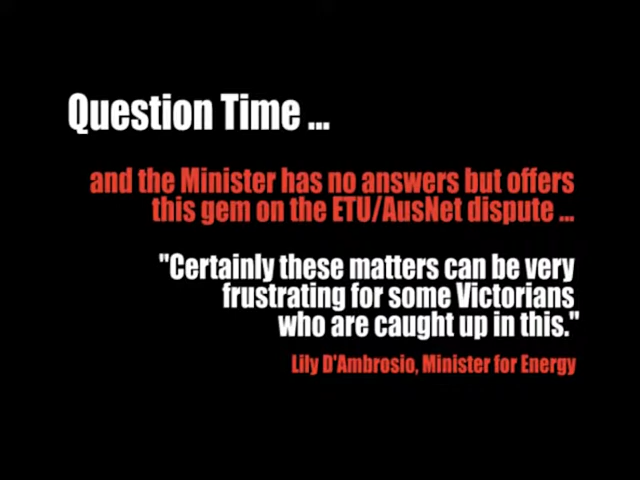 Question Time ...
and the Minister has no answers but offers
this gem on the ETU/AusNet dispute ...
"Certainly these matters can be very
frustrating for some Victorians
who are caught up in this."
Lily D'Ambrosio, Minister for Energy